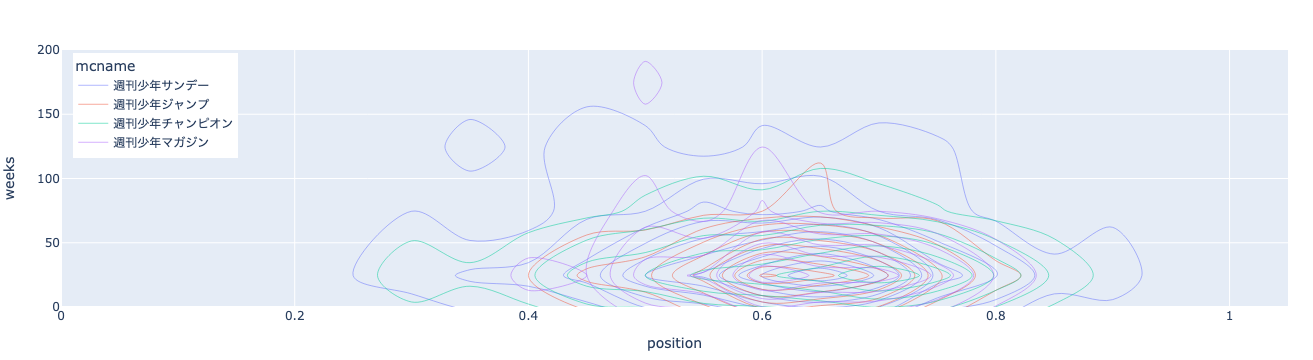 200
150
100
50
0
weeks
mcname
週刊少年サンデー
週刊少年ジャンプ
週刊少年チャンピオン
週刊少年マガジン
0
0.2
0.4
0.6
0.8
1
position